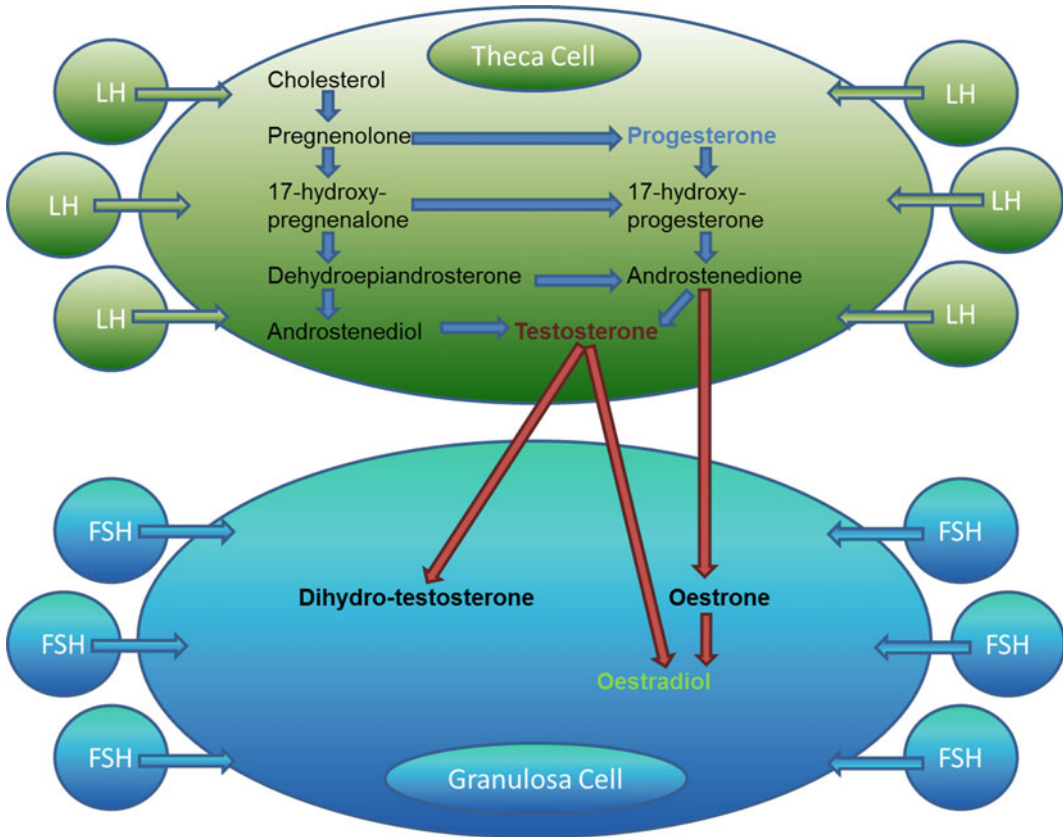 Theca Cell
LH
LH
Cholesterol
LH
Pregnenolone
Progesterone
LH
17-hydroxy-
pregnenalone
17-hydroxy-
progesterone
LH
Dehydroepiandrosterone
Androstenedione
LH
Androstenediol
Testosterone
FSH
FSH
Dihydro-testosterone
Oestrone
FSH
FSH
Oestradiol
FSH
Granulosa Cell
FSH